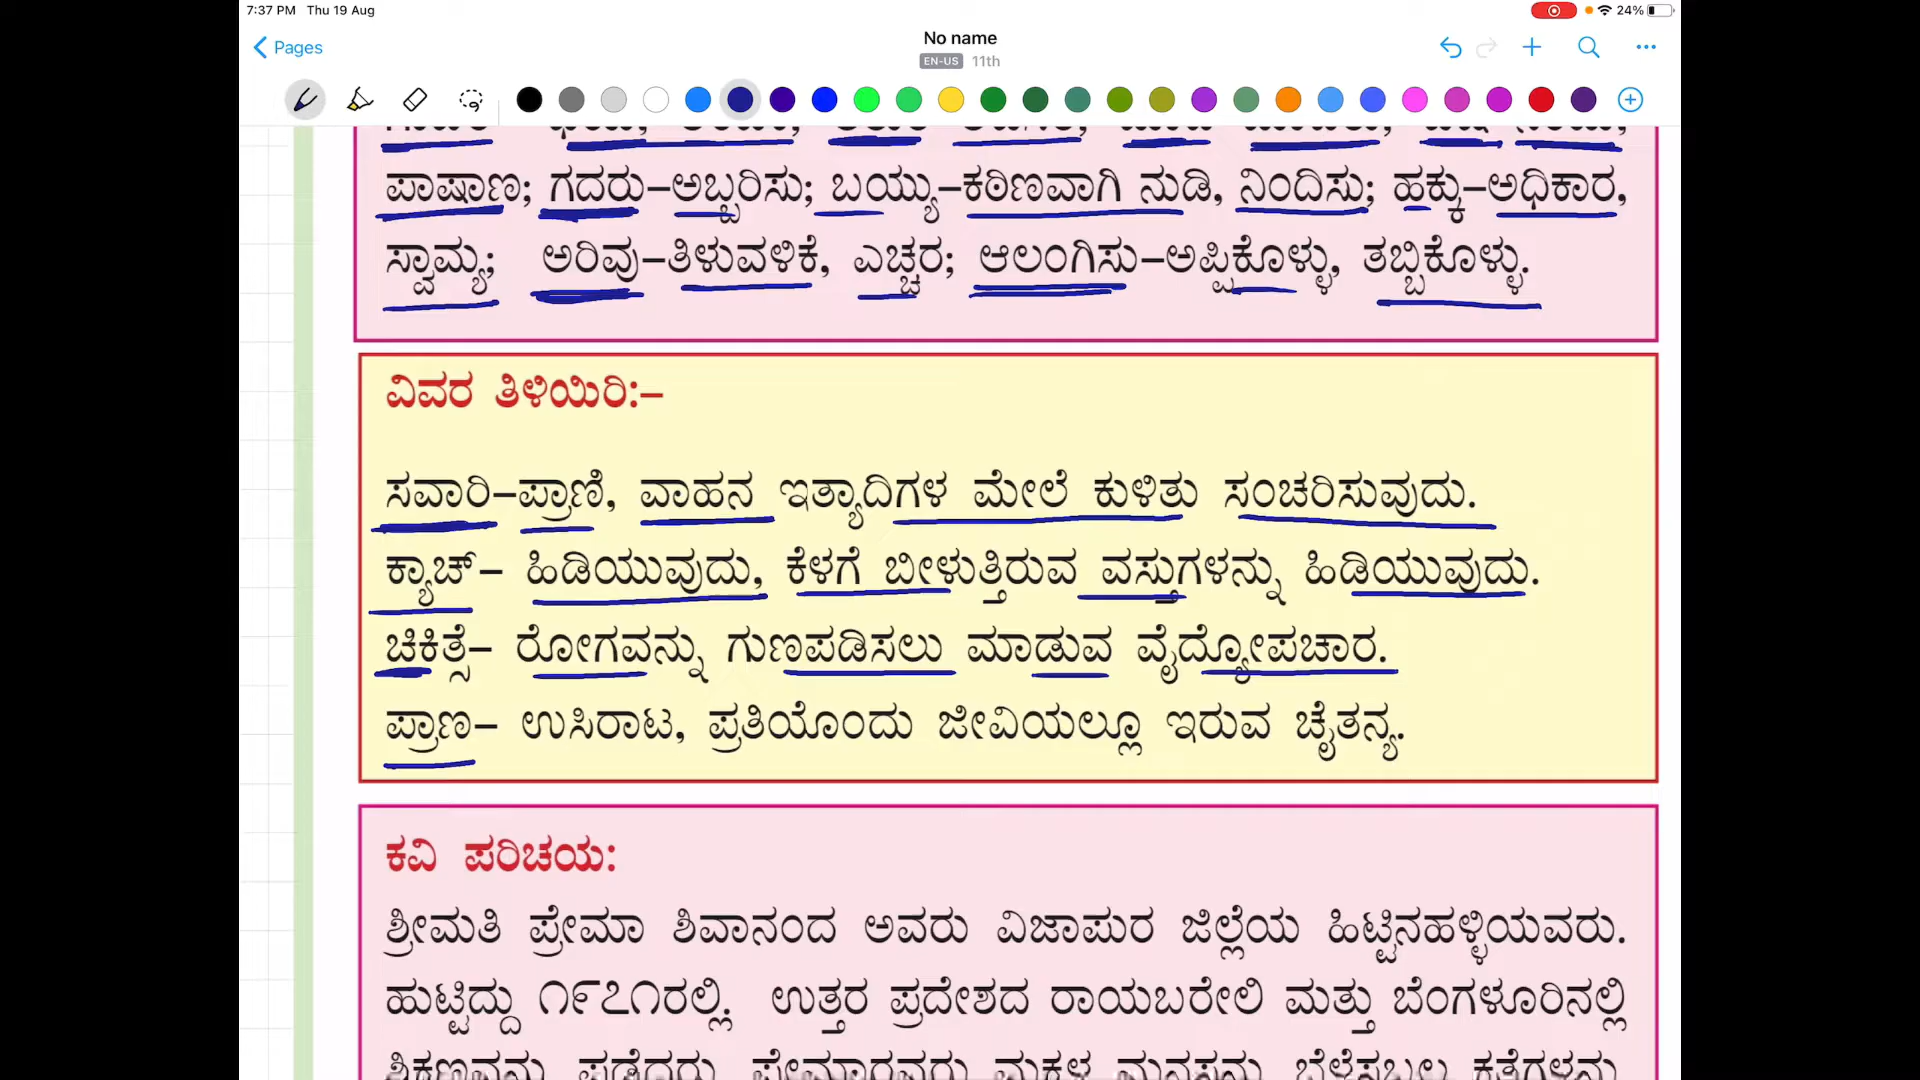 7:37 PM Thu 19 Aug
24%
Pages
No name
EN-US 11th
ಪಾಷಾಣ; ಗದರು–ಅಬ್ಬರಿಸು; ಬಯ್ಯು–ಕಠಿಣವಾಗಿ ನುಡಿ, ನಿಂದಿಸು; ಹಕ್ಕು–ಅಧಿಕಾರ,
ಸ್ವಾಮ್ಯ; ಅರಿವು–ತಿಳುವಳಿಕೆ, ಎಚ್ಚರ; ಆಲಂಗಿಸು–ಅಪ್ಪಿಕೊಳ್ಳು, ತಬ್ಬಿಕೊಳ್ಳು.
ವಿವರ ತಿಳಿಯಿರಿ:–
ಸವಾರಿ–ಪ್ರಾಣಿ, ವಾಹನ ಇತ್ಯಾದಿಗಳ ಮೇಲೆ ಕುಳಿತು ಸಂಚರಿಸುವುದು.
ಕ್ಯಾಚ್– ಹಿಡಿಯುವುದು, ಕೆಳಗೆ ಬೀಳುತ್ತಿರುವ ವಸ್ತುಗಳನ್ನು ಹಿಡಿಯುವುದು.
ಚಿಕಿತ್ಸೆ– ರೋಗವನ್ನು ಗುಣಪಡಿಸಲು ಮಾಡುವ ವೈದ್ಯೋಪಚಾರ.
ಪ್ರಾಣ– ಉಸಿರಾಟ, ಪ್ರತಿಯೊಂದು ಜೀವಿಯಲ್ಲೂ ಇರುವ ಚೈತನ್ಯ.
ಕವಿ ಪರಿಚಯ:
ಶ್ರೀಮತಿ ಪ್ರೇಮಾ ಶಿವಾನಂದ ಅವರು ವಿಜಾಪುರ ಜಿಲ್ಲೆಯ ಹಿಟ್ಟಿನಹಳ್ಳಿಯವರು.
ಹುಟ್ಟಿದ್ದು ೧೯೭೧ರಲ್ಲಿ. ಉತ್ತರ ಪ್ರದೇಶದ ರಾಯಬರೇಲಿ ಮತ್ತು ಬೆಂಗಳೂರಿನಲ್ಲಿ